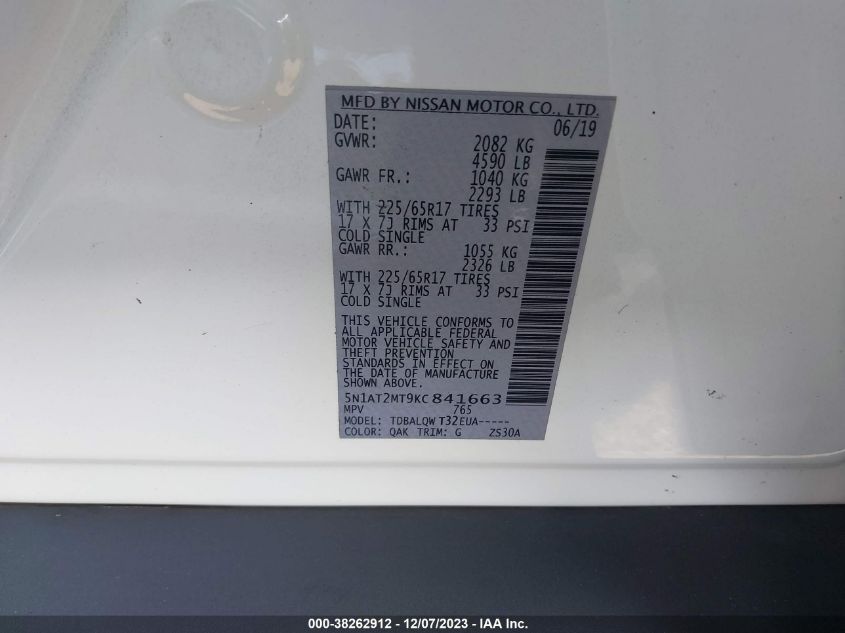 MFD BY NISSAN MOTOR CO., LTD.
DATE: 06/19
GVWR: 2082 KG
4590 LB
GAWR FR.: 1040 KG
2293 LB
WITH 225/65R17 TIRES
17 X 7J RIMS AT 33 PSI
COLD SINGLE
GAWR RR.: 1055 KG
2326 LB
WITH 225/65R17 TIRES
17 X 7J RIMS AT 33 PSI
COLD SINGLE
THIS VEHICLE CONFORMS TO
ALL APPLICABLE FEDERAL
MOTOR VEHICLE SAFETY AND
THEFT PREVENTION
STANDARDS IN EFFECT ON
THE DATE OF MANUFACTURE
SHOWN ABOVE.
5N1AT2MT9KC841663
MPV 765
MODEL: TDBALQW T32EUA-----
COLOR: QAK TRIM: G ZS30A
000-38262912 - 12/07/2023 - IAA Inc.